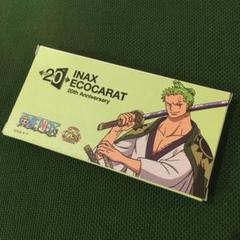 20
INAX
ECOCARAT
20th Anniversary
ONE PIECE